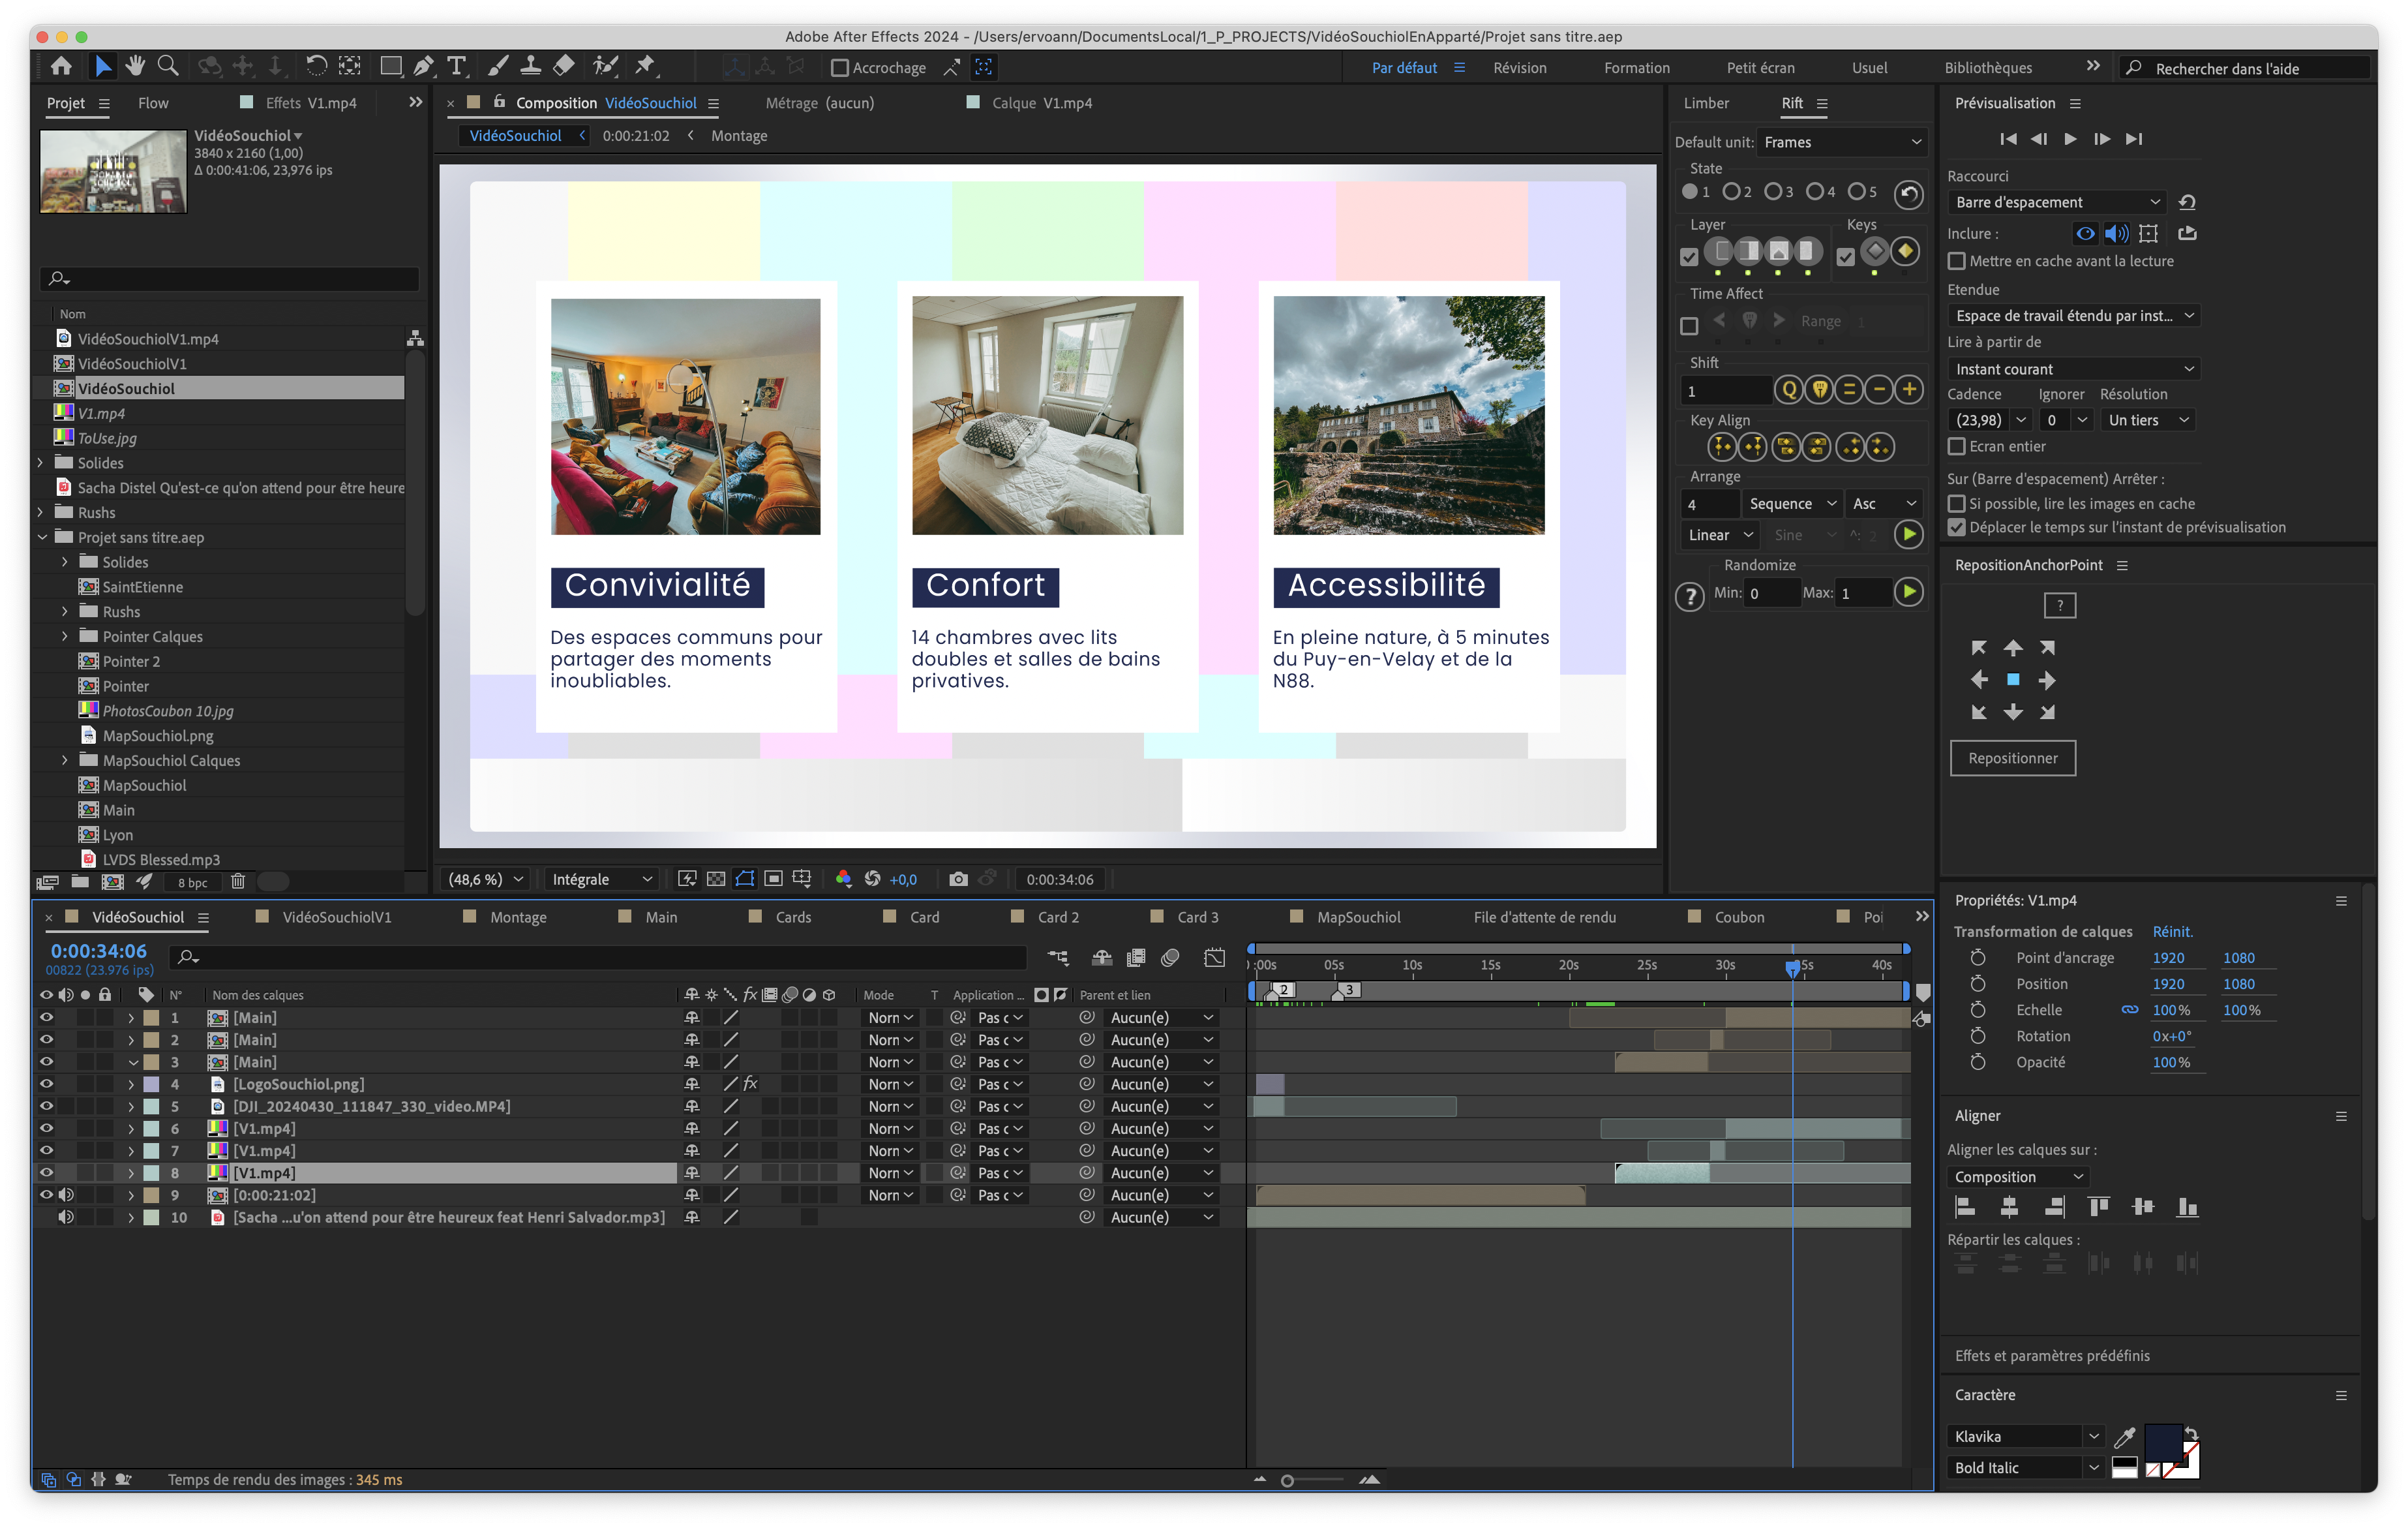 Adobe After Effects 2024 - /Users/ervoann/DocumentsLocal/1_P_PROJECTS/VidéoSouchiolEnApparté/Projet sans titre.aep
Accrochage
Par défaut
Révision
Formation
Petit écran
Usuel
Bibliothèques
Rechercher dans l'aide
Projet
Flow
Effets V1.mp4
VidéoSouchiol
3840 x 2160 (1,00)
Δ 0:00:41:06, 23,976 ips
Nom
VidéoSouchiolV1.mp4
VidéoSouchiolV1
VidéoSouchiol
V1.mp4
ToUse.jpg
Solides
Sacha Distel Qu'est-ce qu'on attend pour être heure
Rushs
Projet sans titre.aep
Solides
SaintEtienne
Rushs
Pointer Calques
Pointer 2
Pointer
PhotosCoubon 10.jpg
MapSouchiol.png
MapSouchiol Calques
MapSouchiol
Main
Lyon
LVDS Blessed.mp3
8 bpc
Composition VidéoSouchiol
Métrage (aucun)
Calque V1.mp4
VidéoSouchiol
0:00:21:02
Montage
Convivialité
Des espaces communs pour
partager des moments
inoubliables.
Confort
14 chambres avec lits
doubles et salles de bains
privatives.
Accessibilité
En pleine nature, à 5 minutes
du Puy-en-Velay et de la
N88.
(48,6 %)
Intégrale
+0,0
0:00:34:06
Limber
Rift
Default unit: Frames
State
1 2 3 4 5
Layer
Keys
Time Affect
Range 1
Shift
1
Q
Key Align
Arrange
4 Sequence Asc
Linear Sine ^: 2
Randomize
? Min: 0 Max: 1
Prévisualisation
Raccourci
Barre d'espacement
Inclure :
Mettre en cache avant la lecture
Etendue
Espace de travail étendu par inst...
Lire à partir de
Instant courant
Cadence Ignorer Résolution
(23,98) 0 Un tiers
Ecran entier
Sur (Barre d'espacement) Arrêter :
Si possible, lire les images en cache
Déplacer le temps sur l'instant de prévisualisation
RepositionAnchorPoint
?
Repositionner
Propriétés: V1.mp4
Transformation de calques Réinit.
Point d'ancrage 1920 1080
Position 1920 1080
Echelle 100 % 100 %
Rotation 0x+0°
Opacité 100 %
Aligner
Aligner les calques sur :
Composition
Répartir les calques :
Effets et paramètres prédéfinis
Caractère
Klavika
Bold Italic
VidéoSouchiol
VidéoSouchiolV1
Montage
Main
Cards
Card
Card 2
Card 3
MapSouchiol
File d'attente de rendu
Coubon
Poi
0:00:34:06
00822 (23.976 ips)
:00s 05s 10s 15s 20s 25s 30s 35s 40s
2 3
N° Nom des calques fx Mode T Application ... Parent et lien
1 [Main] Norn Pas c Aucun(e)
2 [Main] Norn Pas c Aucun(e)
3 [Main] Norn Pas c Aucun(e)
4 [LogoSouchiol.png] fx Norn Pas c Aucun(e)
5 [DJI_20240430_111847_330_video.MP4] Norn Pas c Aucun(e)
6 [V1.mp4] Norn Pas c Aucun(e)
7 [V1.mp4] Norn Pas c Aucun(e)
8 [V1.mp4] Norn Pas c Aucun(e)
9 [0:00:21:02] Norn Pas c Aucun(e)
10 [Sacha ...u'on attend pour être heureux feat Henri Salvador.mp3] Aucun(e)
Temps de rendu des images : 345 ms